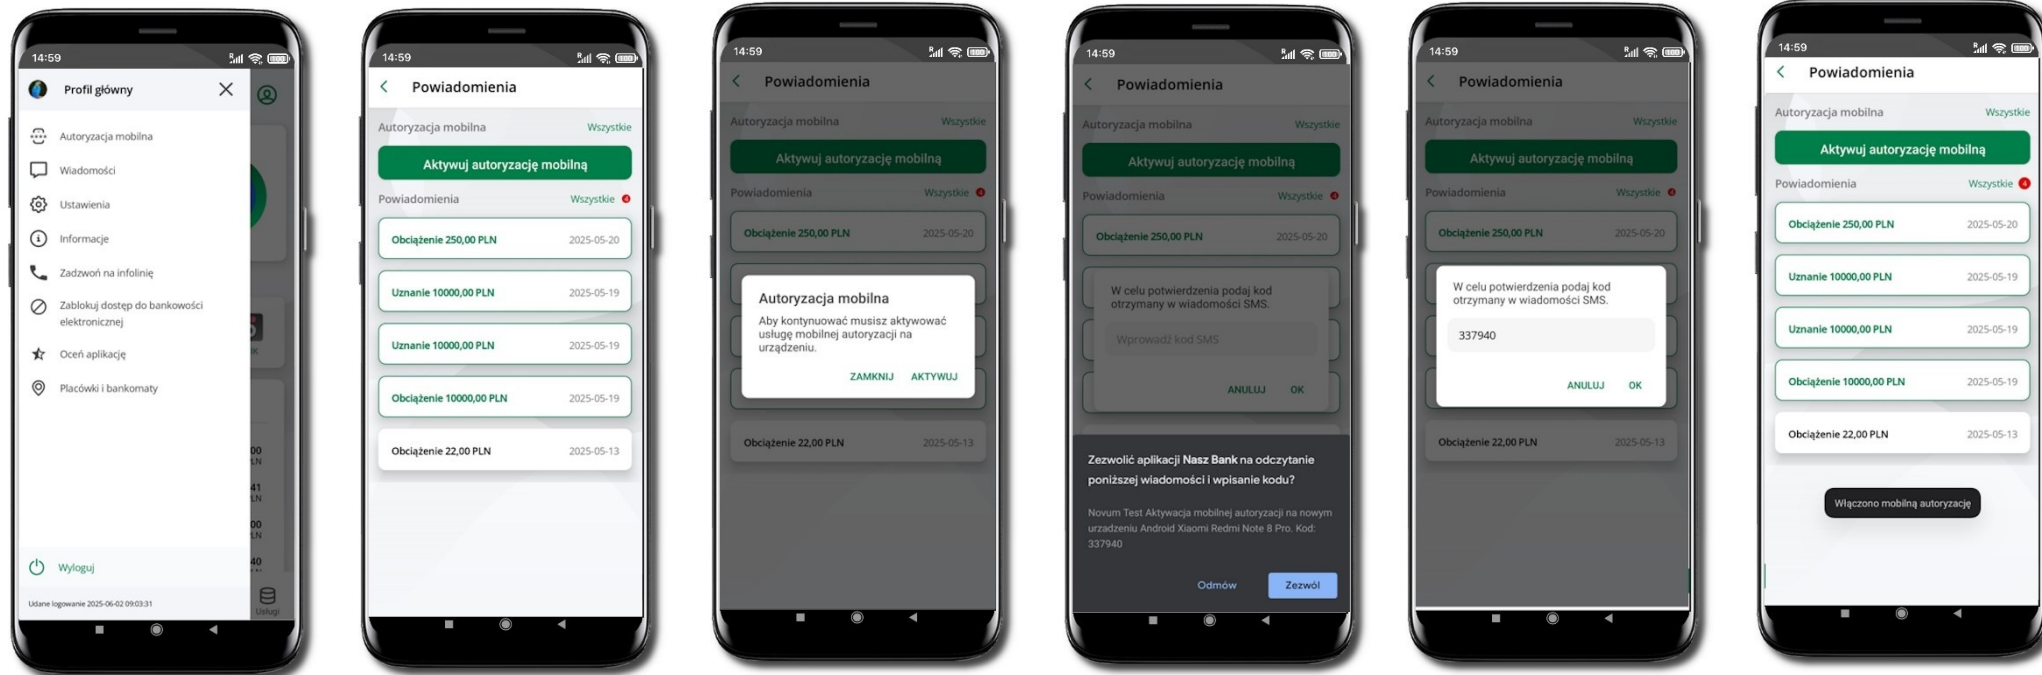 14:59
Profil główny
Autoryzacja mobilna
Wiadomości
Ustawienia
Informacje
Zadzwoń na infolinię
Zablokuj dostęp do bankowości
elektronicznej
Oceń aplikację
Placówki i bankomaty
00
LN
41
LN
00
LN
40
Wyloguj
Udane logowanie 2025-06-02 09:03:31
Usługi
14:59
Powiadomienia
Autoryzacja mobilna Wszystkie
Aktywuj autoryzację mobilną
Powiadomienia Wszystkie 4
Obciążenie 250,00 PLN 2025-05-20
Uznanie 10000,00 PLN 2025-05-19
Uznanie 10000,00 PLN 2025-05-19
Obciążenie 10000,00 PLN 2025-05-19
Obciążenie 22,00 PLN 2025-05-13
14:59
Powiadomienia
Autoryzacja mobilna Wszystkie
Aktywuj autoryzację mobilną
Powiadomienia Wszystkie 4
Obciążenie 250,00 PLN 2025-05-20
Autoryzacja mobilna
Aby kontynuować musisz aktywować
usługę mobilnej autoryzacji na
urządzeniu.
ZAMKNIJ AKTYWUJ
Obciążenie 22,00 PLN 2025-05-13
14:59
Powiadomienia
Autoryzacja mobilna Wszystkie
Aktywuj autoryzację mobilną
Powiadomienia Wszystkie 4
Obciążenie 250,00 PLN 2025-05-20
W celu potwierdzenia podaj kod
otrzymany w wiadomości SMS.
Wprowadź kod SMS
ANULUJ OK
Zezwolić aplikacji Nasz Bank na odczytanie
poniższej wiadomości i wpisanie kodu?
Novum Test Aktywacja mobilnej autoryzacji na nowym
urzadzeniu Android Xiaomi Redmi Note 8 Pro. Kod:
337940
Odmów Zezwól
14:59
Powiadomienia
Autoryzacja mobilna Wszystkie
Aktywuj autoryzację mobilną
Powiadomienia Wszystkie 4
Obciążenie 250,00 PLN 2025-05-20
W celu potwierdzenia podaj kod
otrzymany w wiadomości SMS.
337940
ANULUJ OK
Obciążenie 22,00 PLN 2025-05-13
14:59
Powiadomienia
Autoryzacja mobilna Wszystkie
Aktywuj autoryzację mobilną
Powiadomienia Wszystkie 4
Obciążenie 250,00 PLN 2025-05-20
Uznanie 10000,00 PLN 2025-05-19
Uznanie 10000,00 PLN 2025-05-19
Obciążenie 10000,00 PLN 2025-05-19
Obciążenie 22,00 PLN 2025-05-13
Włączono mobilną autoryzację